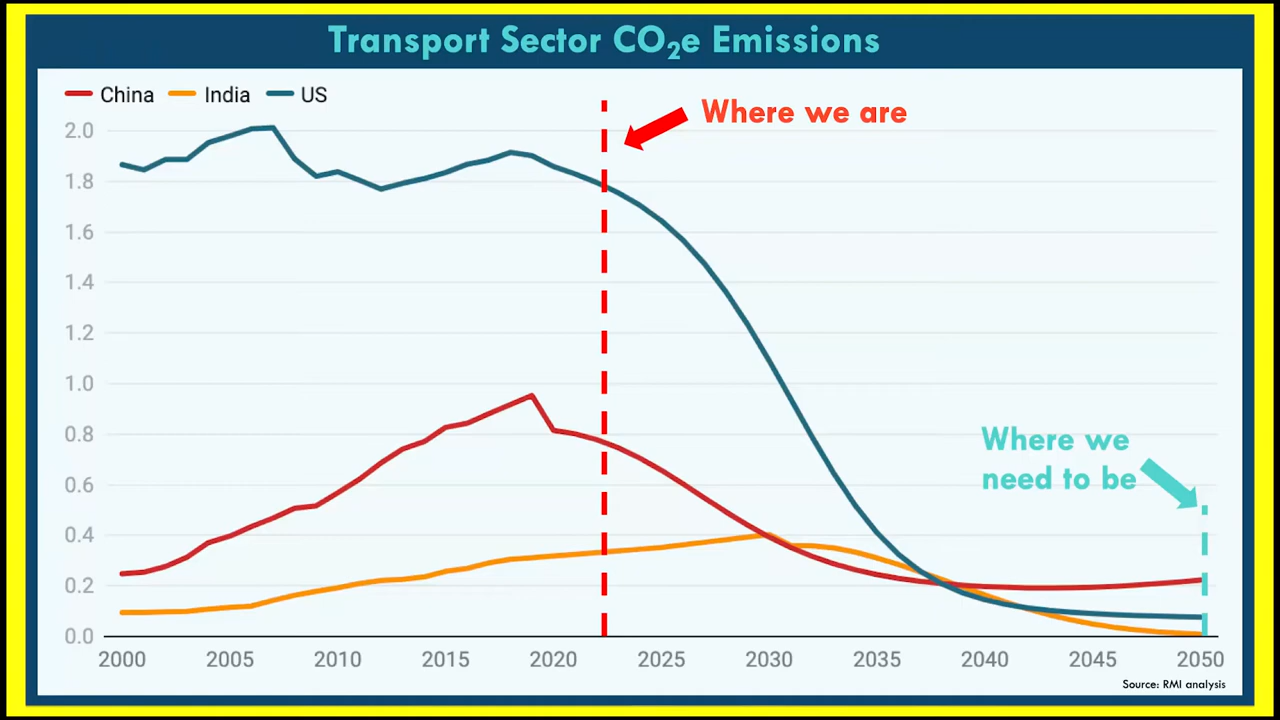 Transport Sector CO₂e Emissions
China India US
Where we are
2.0
1.8
1.6
1.4
1.2
1.0
0.8
0.6
0.4
0.2
0.0
Where we
need to be
2000 2005 2010 2015 2020 2025 2030 2035 2040 2045 2050
Source: RMI analysis